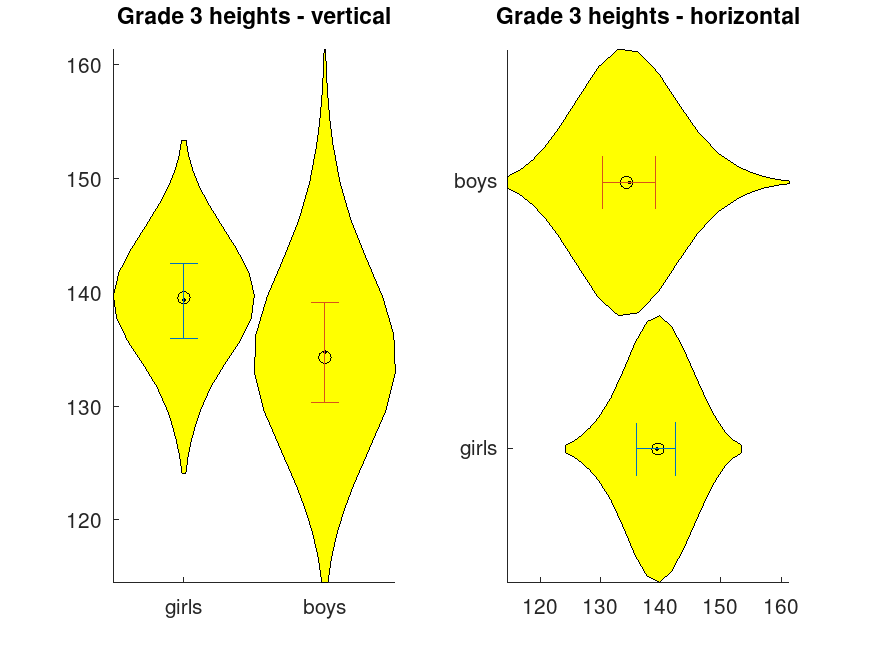 Grade 3 heights - vertical
160
150
140
130
120
girls boys
Grade 3 heights - horizontal
boys
girls
120 130 140 150 160